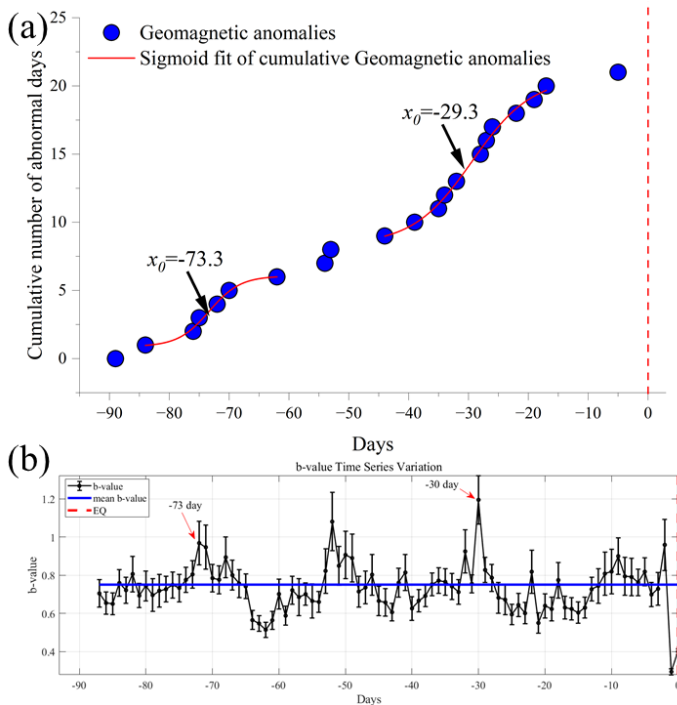 (a)
Geomagnetic anomalies
Sigmoid fit of cumulative Geomagnetic anomalies
25
20
15
10
5
0
Cumulative number of abnormal days
x0=-29.3
x0=-73.3
−90 −80 −70 −60 −50 −40 −30 −20 −10 0
Days
(b)
b-value Time Series Variation
b-value
mean b-value
EQ
-73 day
-30 day
1.2
1
0.8
0.6
0.4
b-value
-90 -80 -70 -60 -50 -40 -30 -20 -10 0
Days